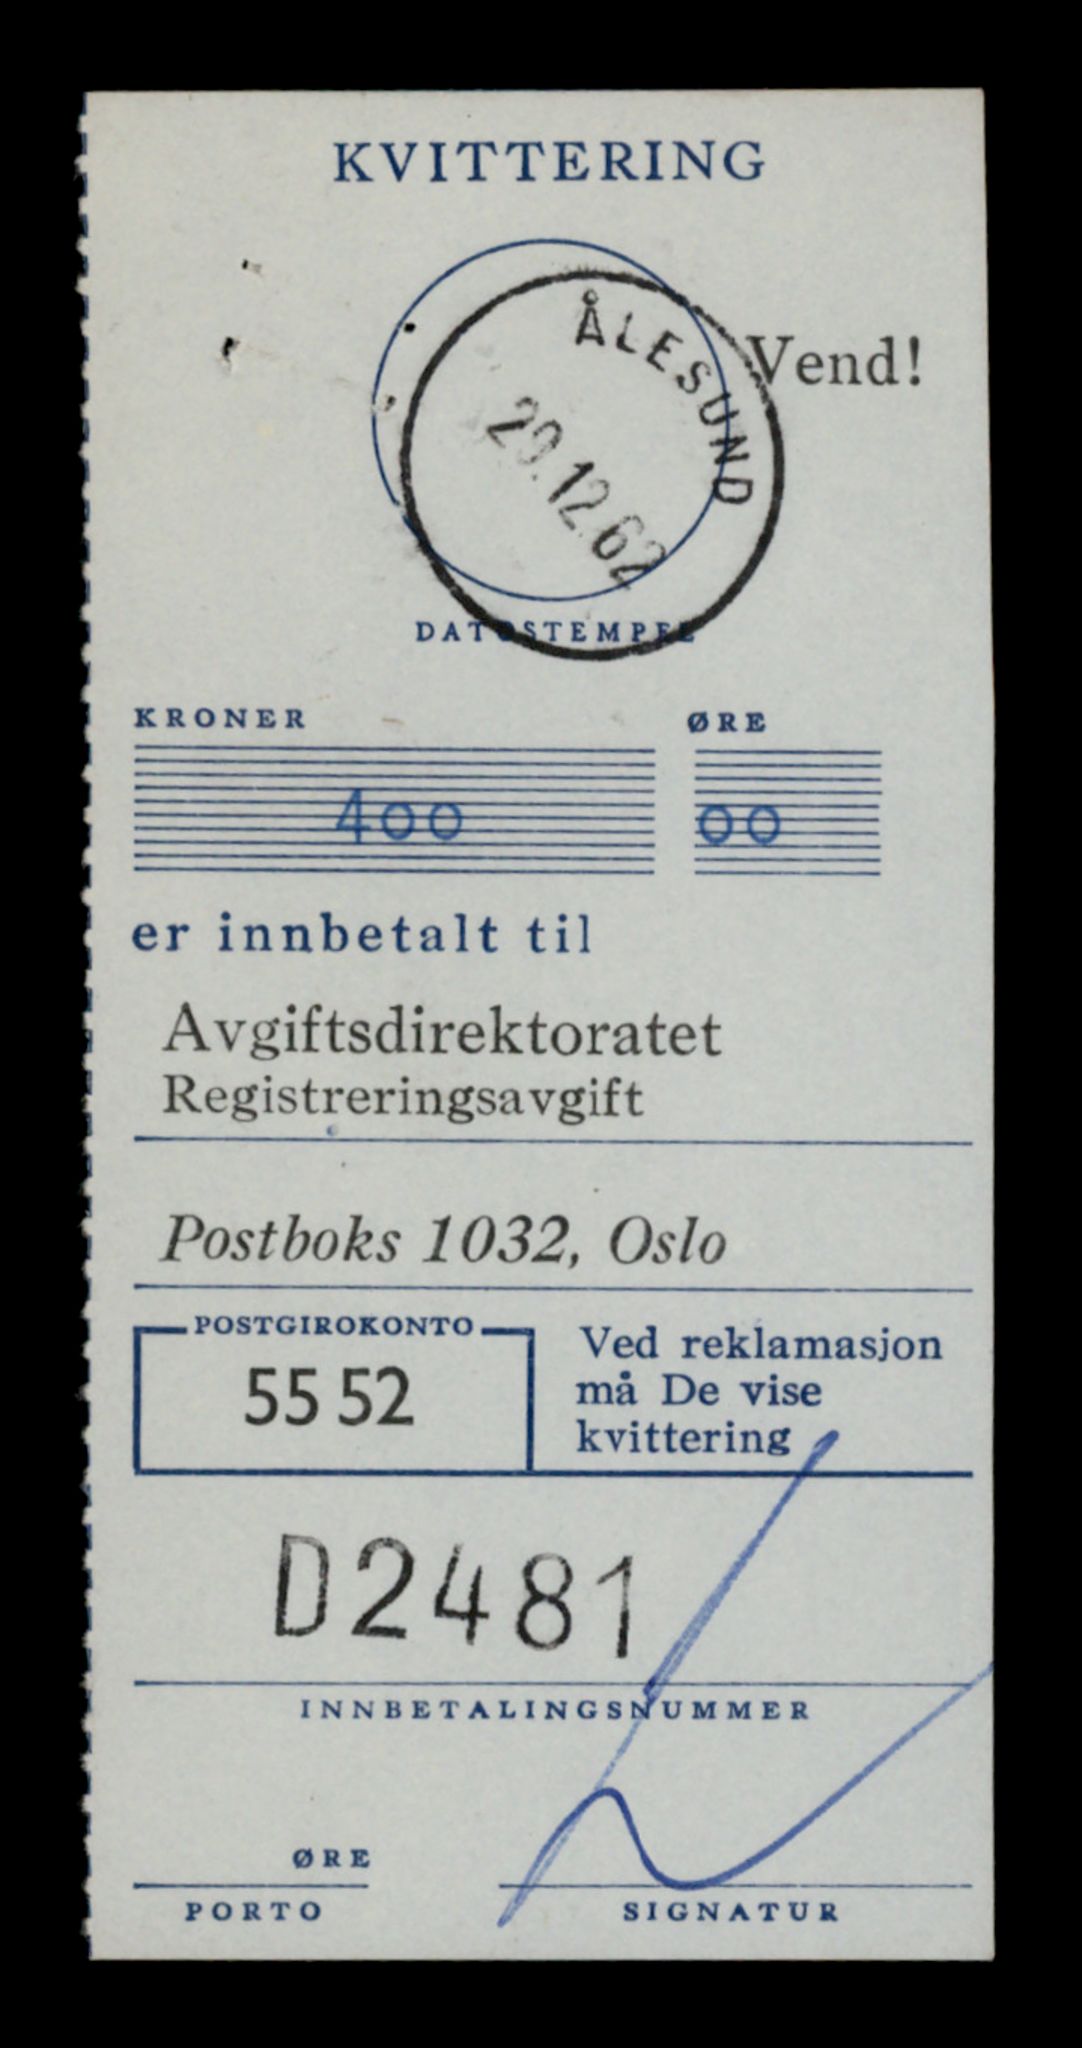 KVITTERING
ÅLESUND
Vend!
29.12.62
DATOSTEMPEL
KRONER ØRE
400 00
er innbetalt til
Avgiftsdirektoratet
Registreringsavgift
Postboks 1032, Oslo
POSTGIROKONTO
55 52
Ved reklamasjon
må De vise
kvittering
D2481
INNBETALINGSNUMMER
ØRE
PORTO SIGNATUR